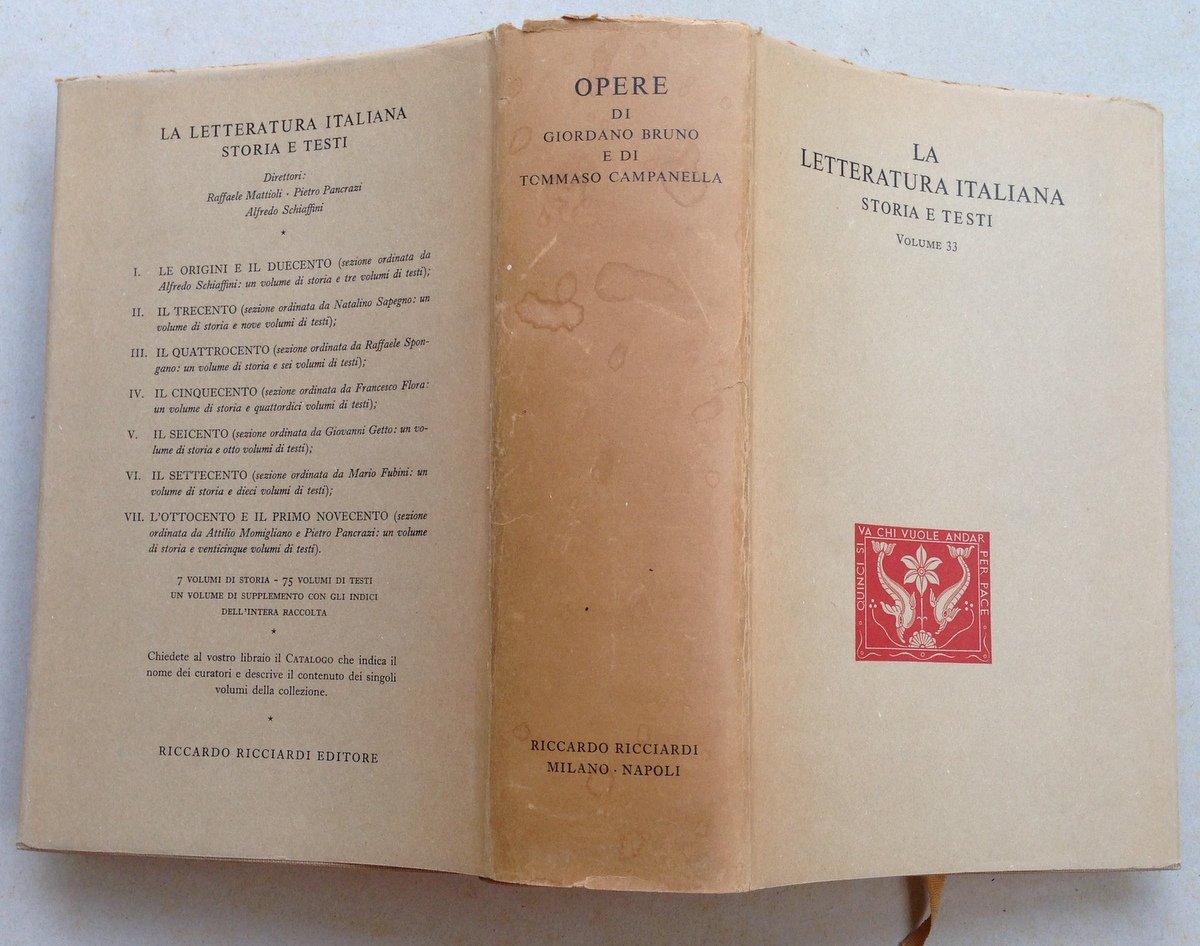 LA LETTERATURA ITALIANA
STORIA E TESTI
Direttori:
Raffaele Mattioli · Pietro Pancrazi
Alfredo Schiaffini
*
I. LE ORIGINI E IL DUECENTO (sezione ordinata da
Alfredo Schiaffini: un volume di storia e tre volumi di testi);
II. IL TRECENTO (sezione ordinata da Natalino Sapegno: un
volume di storia e nove volumi di testi);
III. IL QUATTROCENTO (sezione ordinata da Raffaele Spon-
gano: un volume di storia e sei volumi di testi);
IV. IL CINQUECENTO (sezione ordinata da Francesco Flora:
un volume di storia e quattordici volumi di testi);
V. IL SEICENTO (sezione ordinata da Giovanni Getto: un vo-
lume di storia e otto volumi di testi);
VI. IL SETTECENTO (sezione ordinata da Mario Fubini: un
volume di storia e dieci volumi di testi);
VII. L'OTTOCENTO E IL PRIMO NOVECENTO (sezione
ordinata da Attilio Momigliano e Pietro Pancrazi: un volume
di storia e venticinque volumi di testi).
7 VOLUMI DI STORIA - 75 VOLUMI DI TESTI
UN VOLUME DI SUPPLEMENTO CON GLI INDICI
DELL'INTERA RACCOLTA
*
Chiedete al vostro libraio il CATALOGO che indica il
nome dei curatori e descrive il contenuto dei singoli
volumi della collezione.
*
RICCARDO RICCIARDI EDITORE
OPERE
DI
GIORDANO BRUNO
E DI
TOMMASO CAMPANELLA
RICCARDO RICCIARDI
MILANO · NAPOLI
LA
LETTERATURA ITALIANA
STORIA E TESTI
VOLUME 33
QUINCI SI
VA CHI VUOLE ANDAR
PER PACE